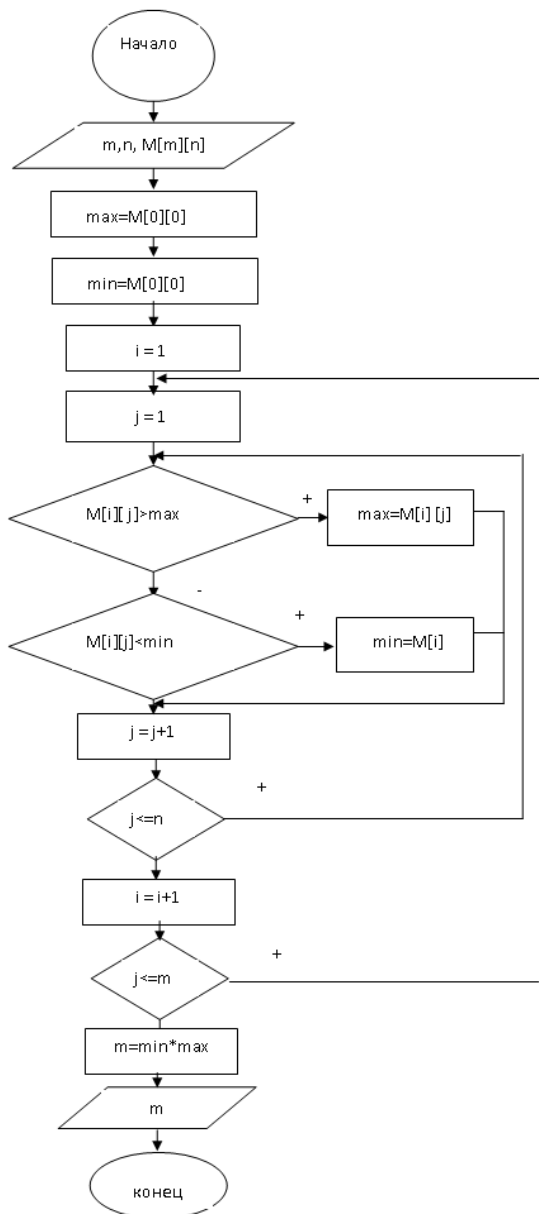 Начало
m,n, M[m][n]
max=M[0][0]
min=M[0][0]
i = 1
j = 1
M[i][j]>max
+
max=M[i][j]
-
M[i][j]<min
+
min=M[i]
j =j+1
+
j<=n
i = i+1
+
j<=m
m=min*max
m
конец